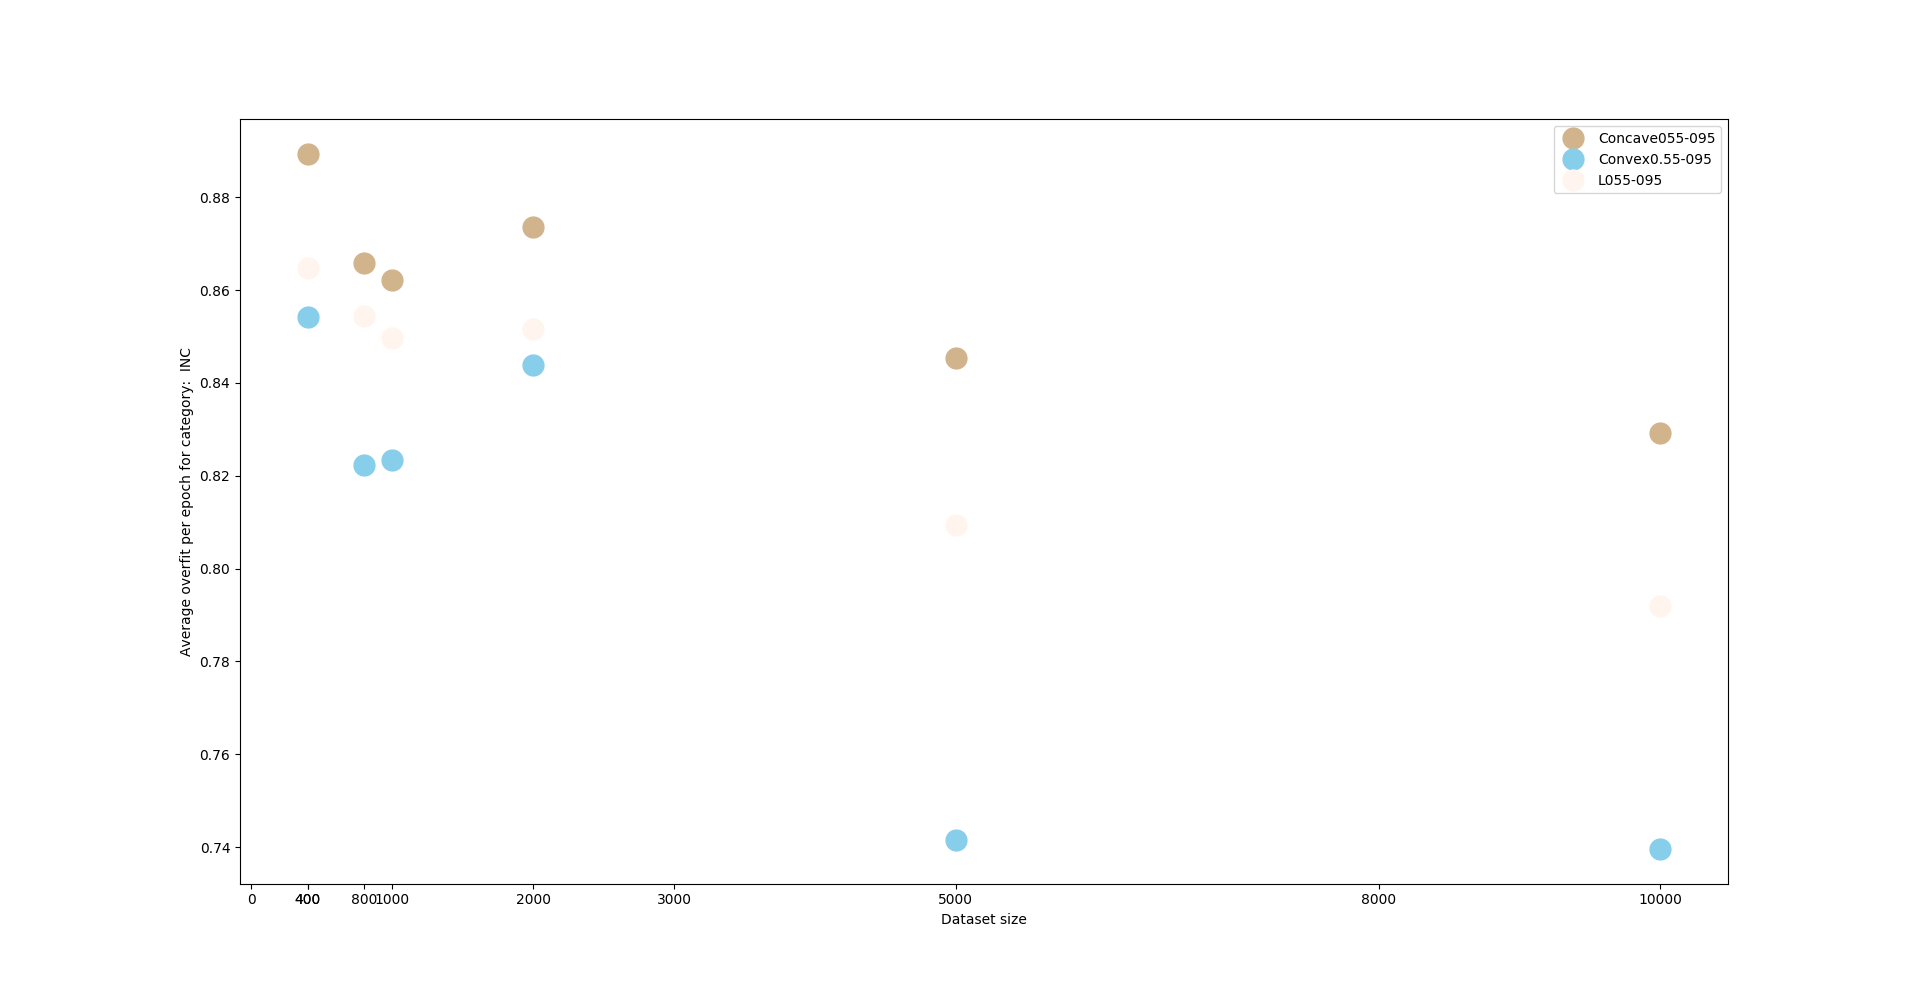 Concave055-095
Convex0.55-095
L055-095
Average overfit per epoch for category:  INC
0.88
0.86
0.84
0.82
0.80
0.78
0.76
0.74
0 400 800 1000 2000 3000 5000 8000 10000
Dataset size